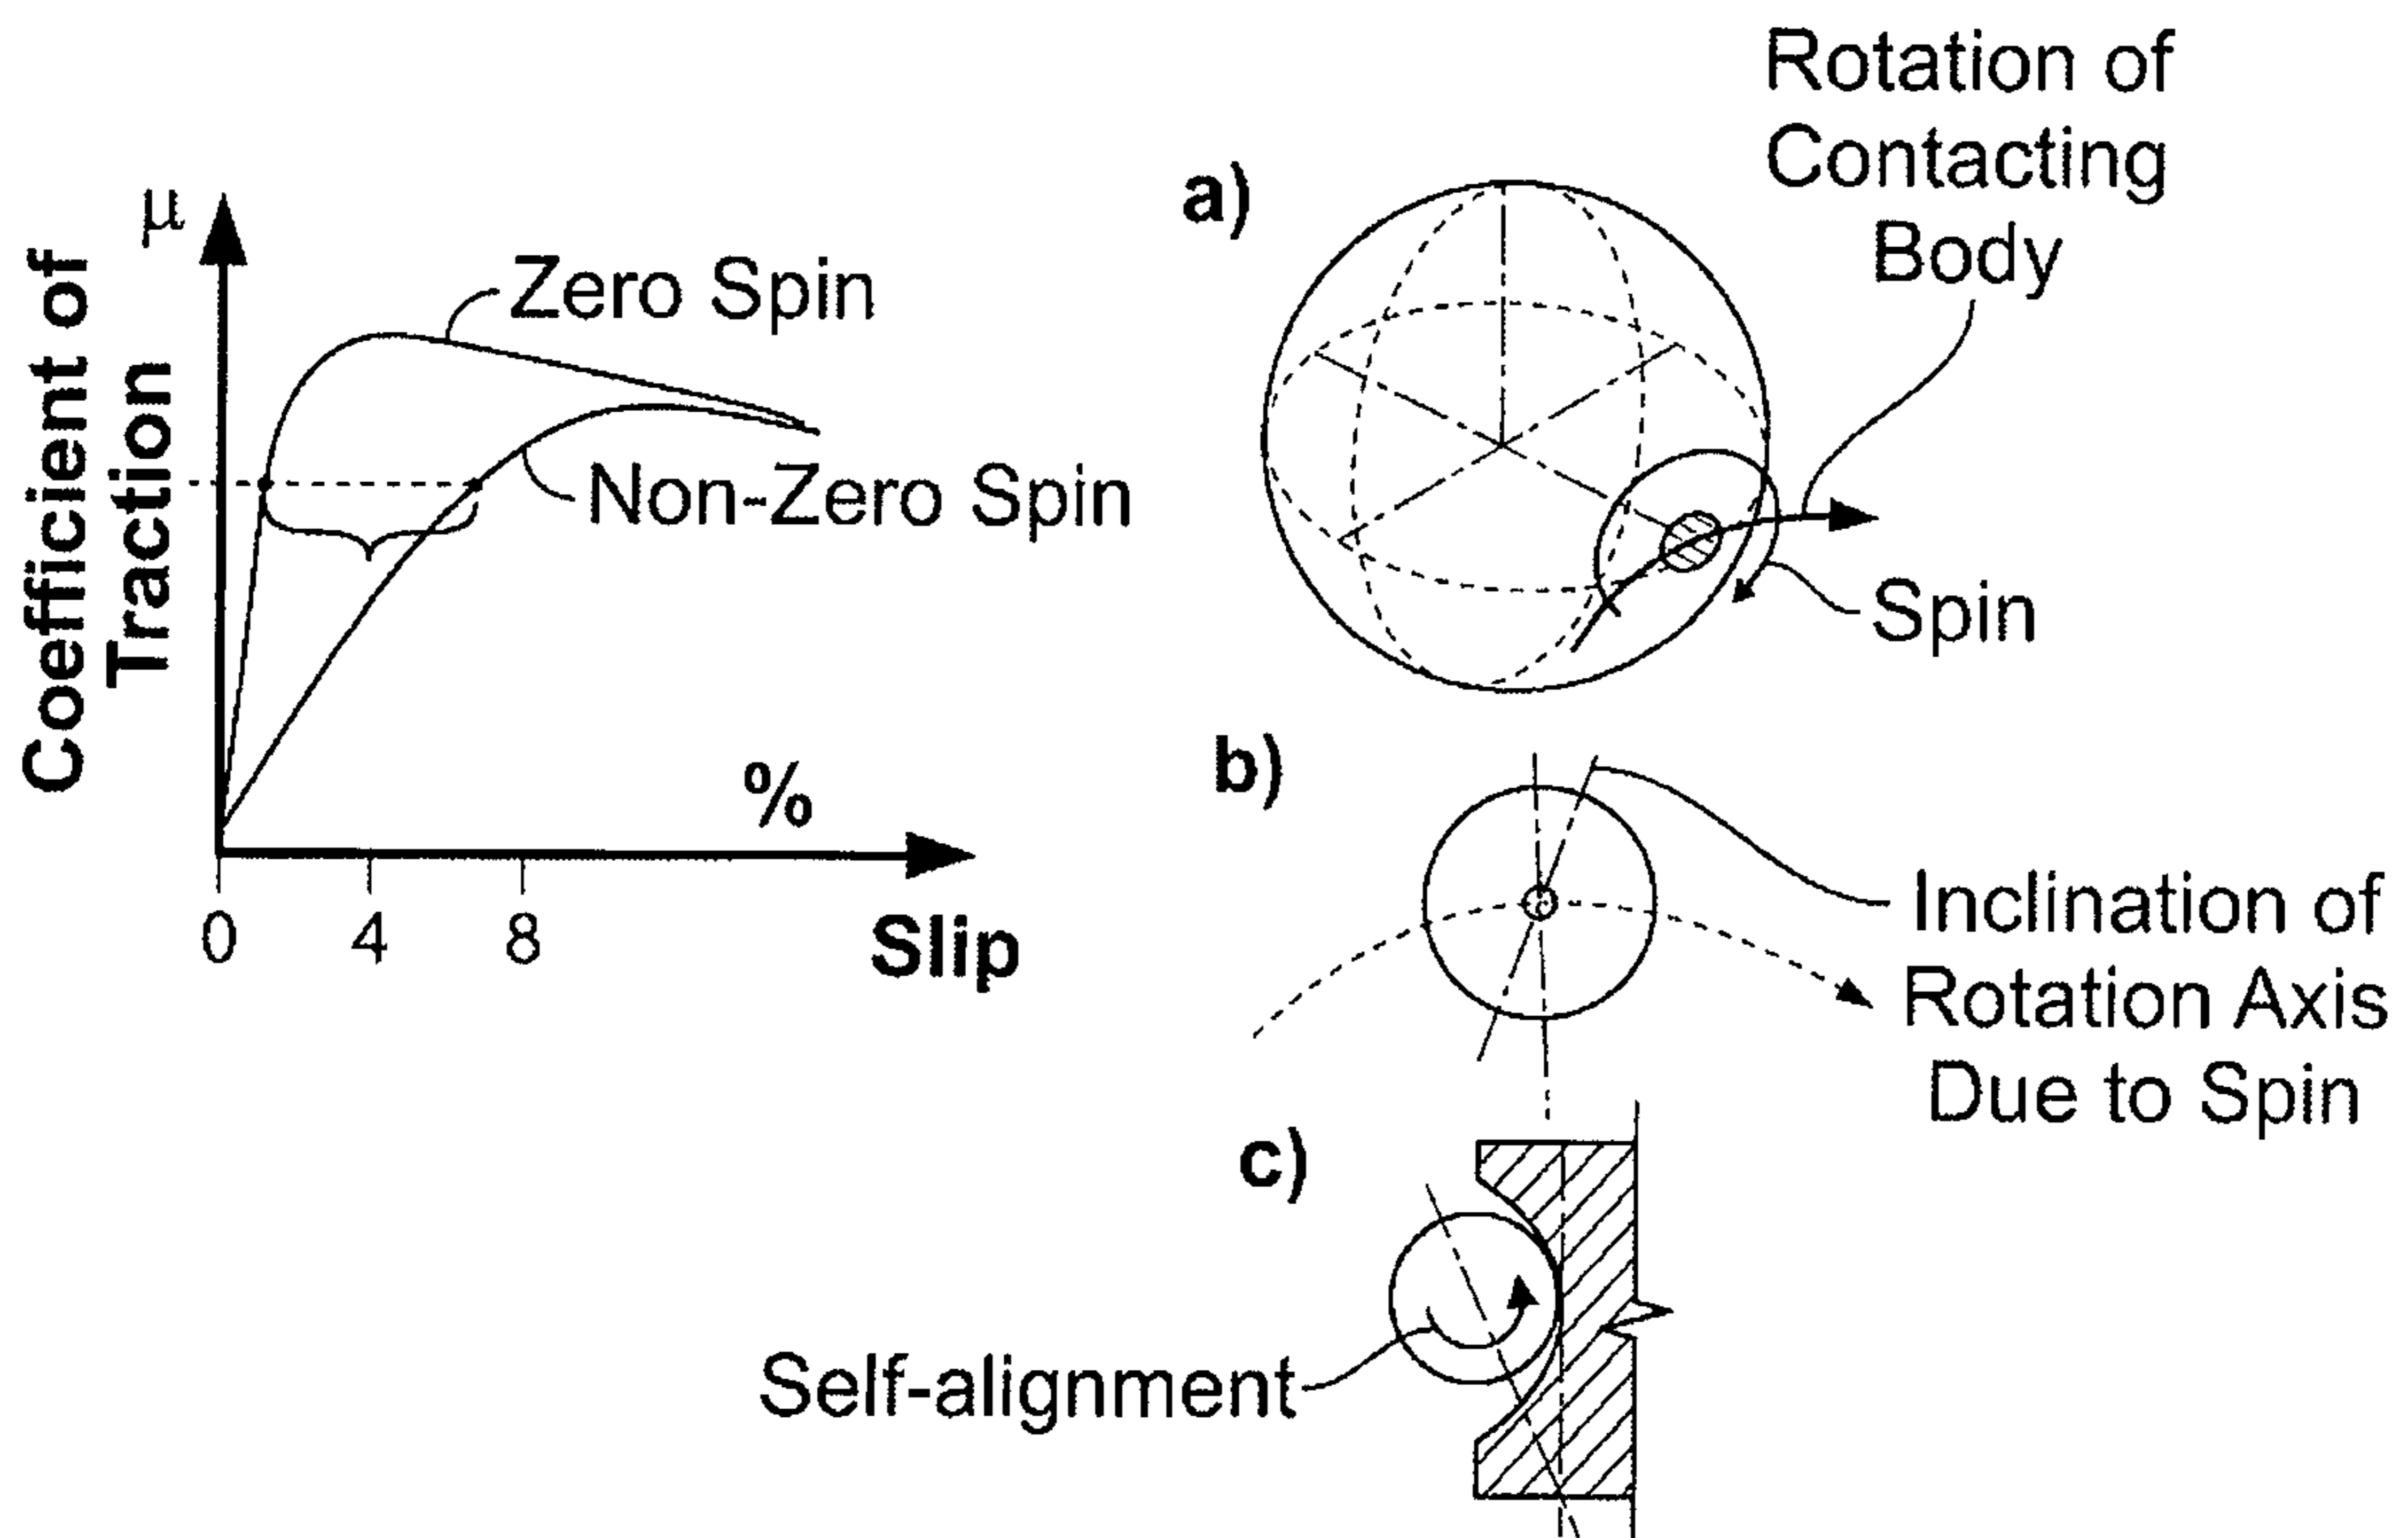 μ
Coefficient of
Traction
Zero Spin
Non-Zero Spin
%
0 4 8
Slip
a)
Rotation of
Contacting
Body
Spin
b)
Inclination of
Rotation Axis
Due to Spin
c)
Self-alignment